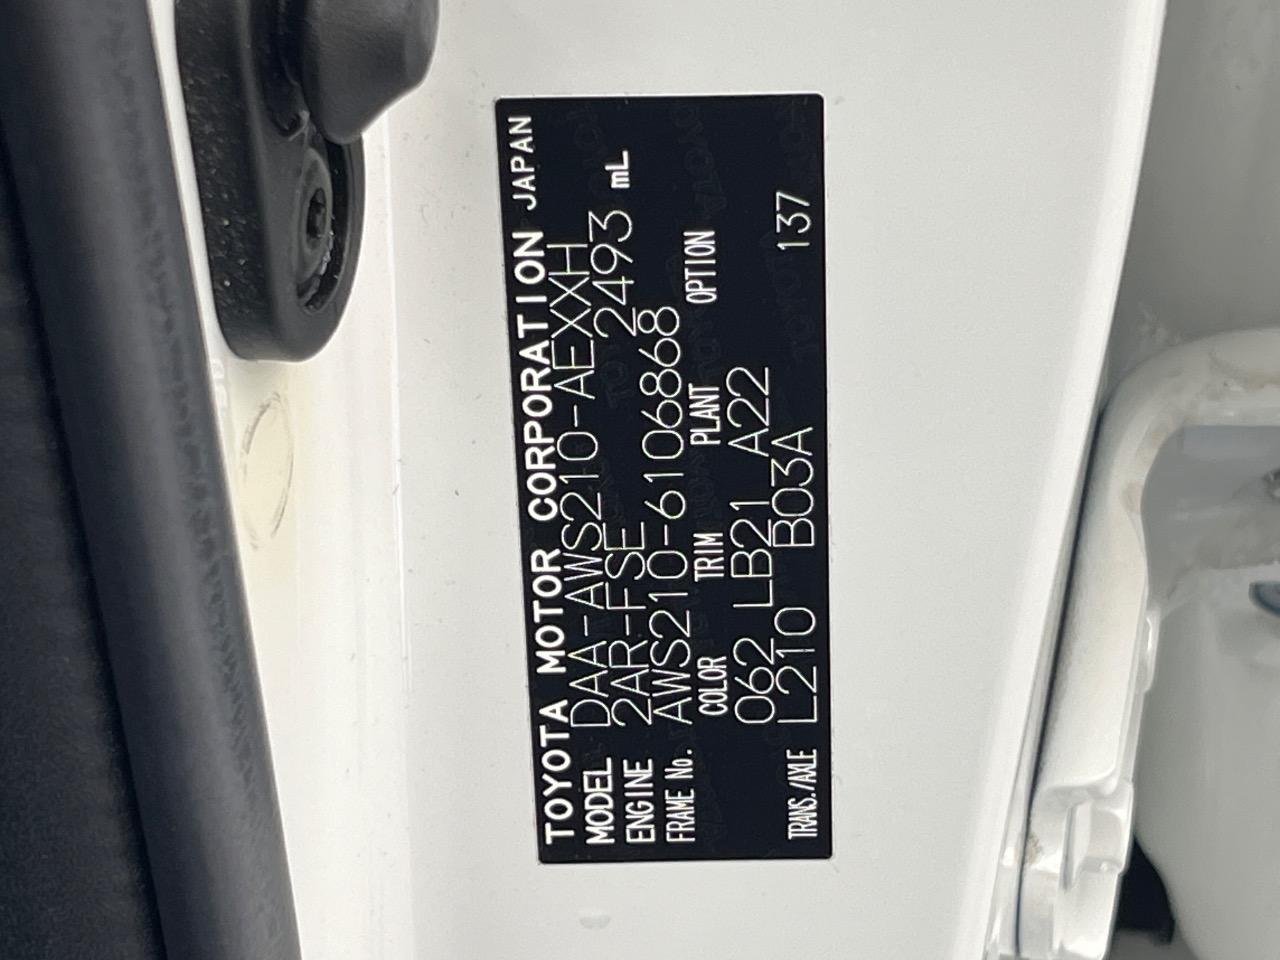 TOYOTA MOTOR CORPORATION JAPAN
MODEL DAA-AWS210-AEXXH
ENGINE 2AR-FSE 2493 mL
FRAME No. AWS210-6106868
COLOR TRIM PLANT OPTION
062 LB21 A22
TRANS./AXLE L210 B03A 137